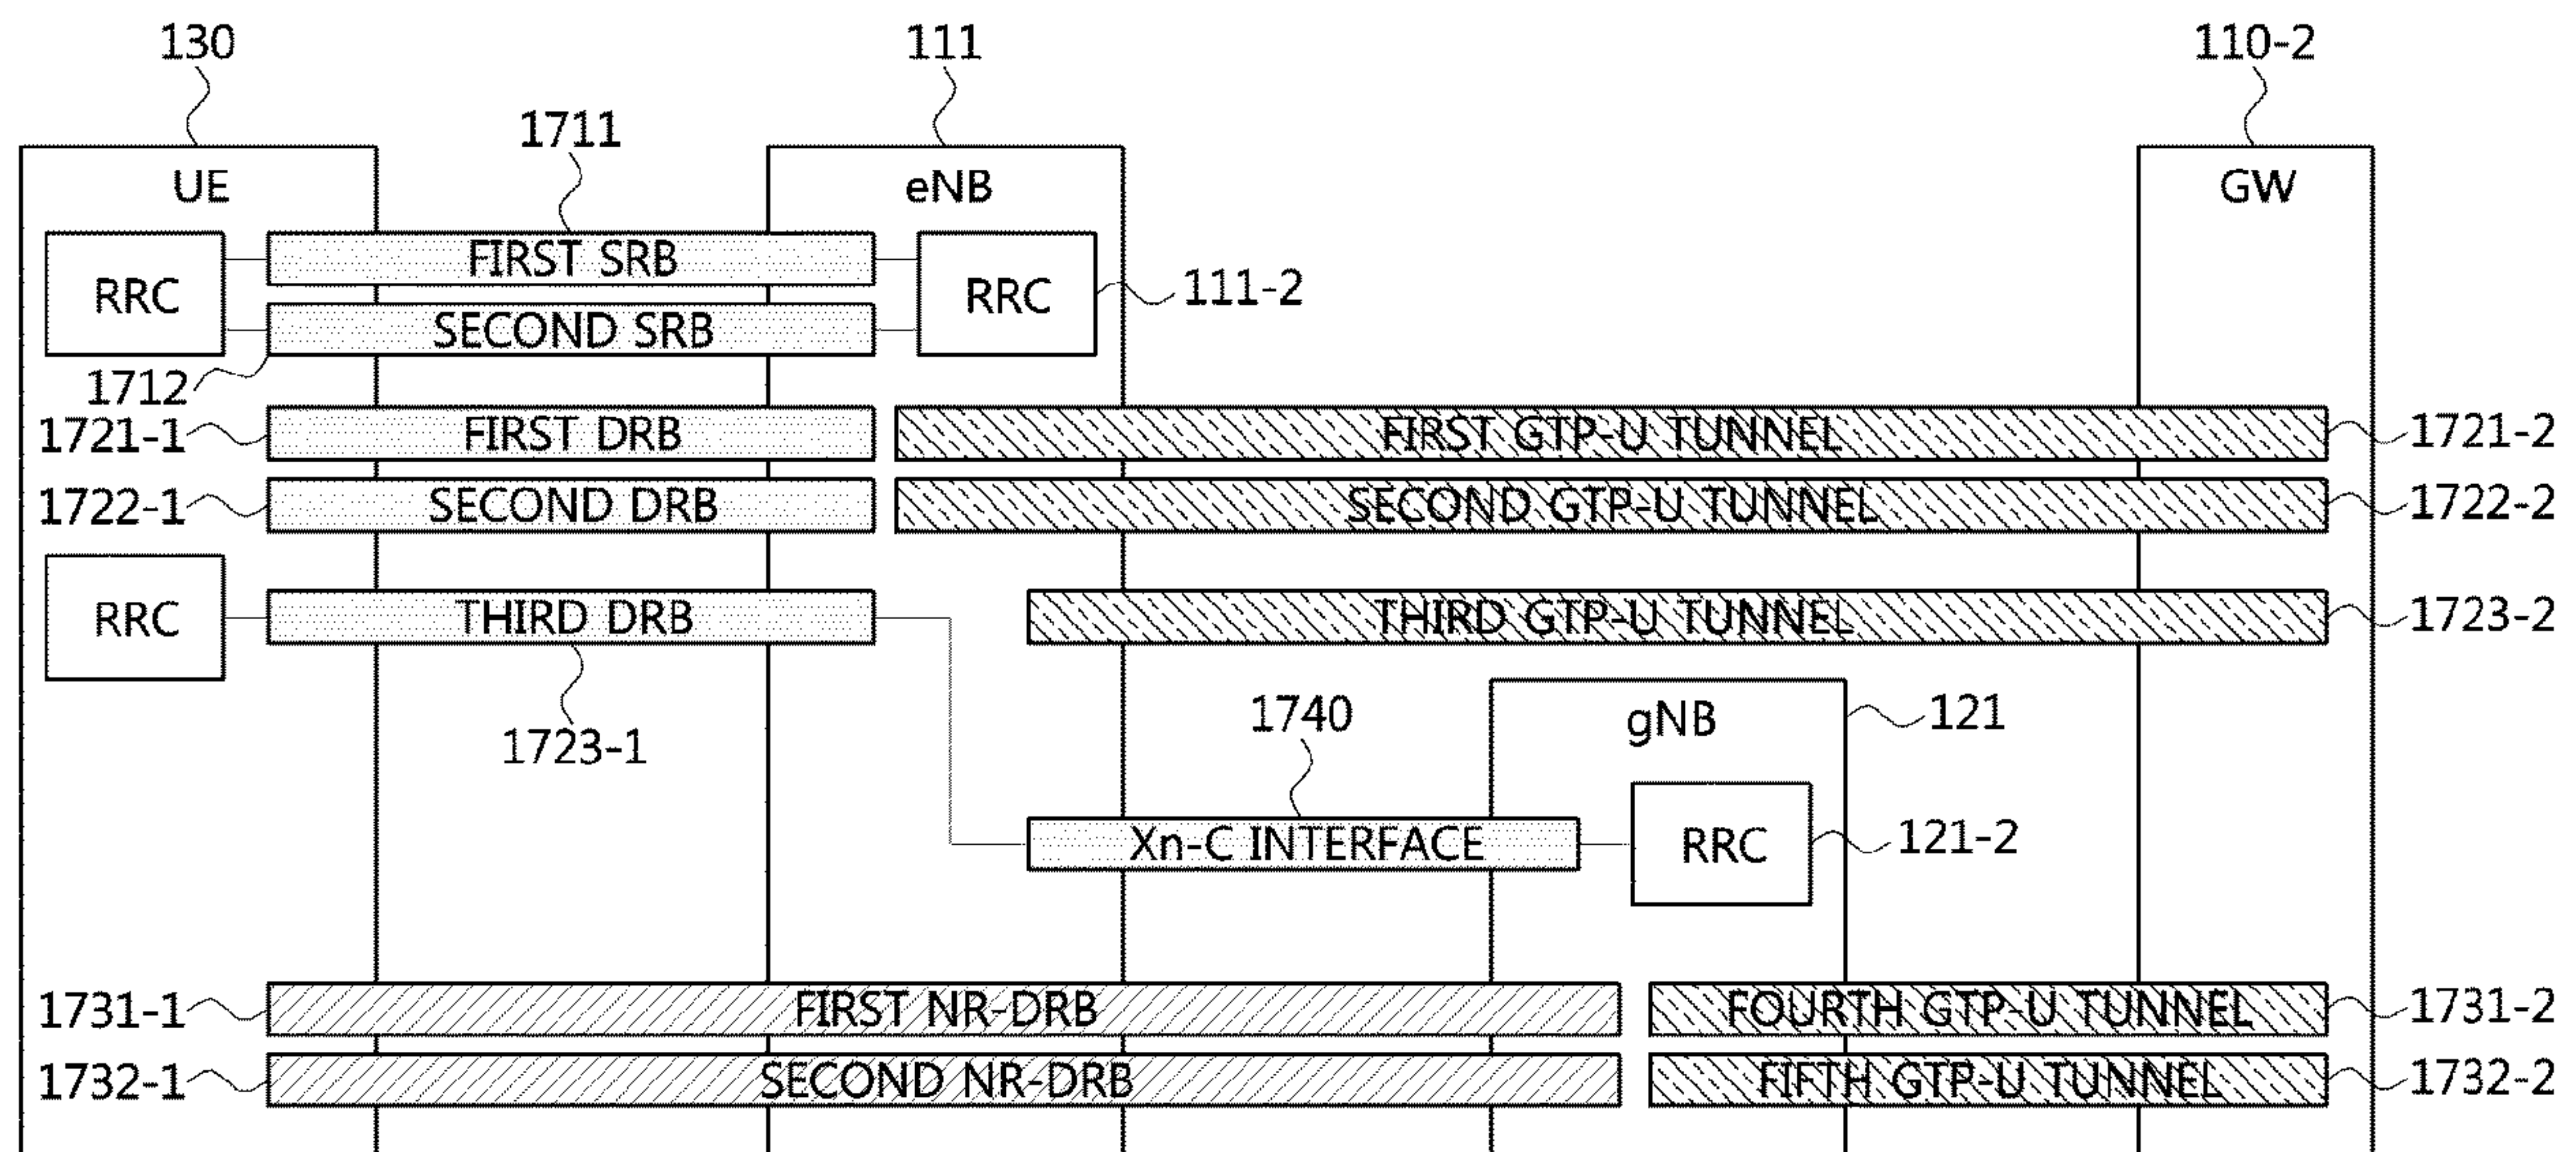 130
111
110-2
1711
UE
eNB
GW
FIRST SRB
RRC
RRC
111-2
SECOND SRB
1712
1721-1
FIRST DRB
FIRST GTP-U TUNNEL
1721-2
1722-1
SECOND DRB
SECOND GTP-U TUNNEL
1722-2
RRC
THIRD DRB
THIRD GTP-U TUNNEL
1723-2
1723-1
1740
gNB
121
Xn-C INTERFACE
RRC
121-2
1731-1
FIRST NR-DRB
FOURTH GTP-U TUNNEL
1731-2
1732-1
SECOND NR-DRB
FIFTH GTP-U TUNNEL
1732-2